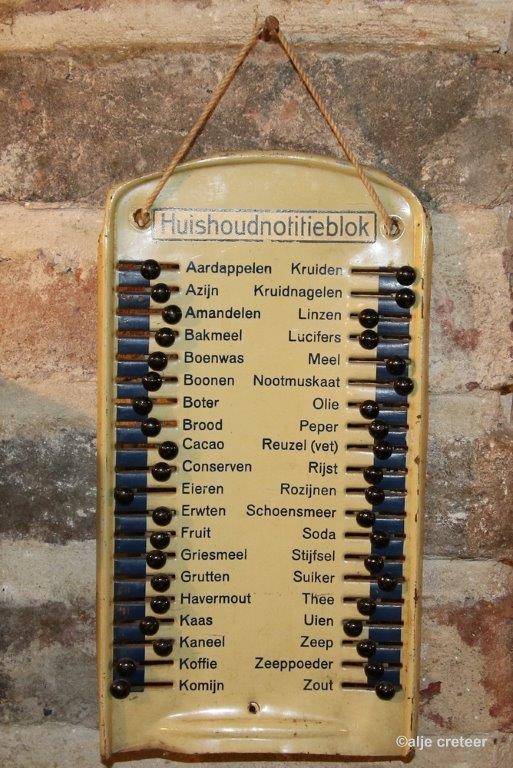 Huishoudnotitieblok
Aardappelen Kruiden
Azijn Kruidnagelen
Amandelen Linzen
Bakmeel Lucifers
Boenwas Meel
Boonen Nootmuskaat
Boter Olie
Brood Peper
Cacao Reuzel (vet)
Conserven Rijst
Eieren Rozijnen
Erwten Schoensmeer
Fruit Soda
Griesmeel Stijfsel
Grutten Suiker
Havermout Thee
Kaas Uien
Kaneel Zeep
Koffie Zeeppoeder
Komijn Zout
©alje creteer